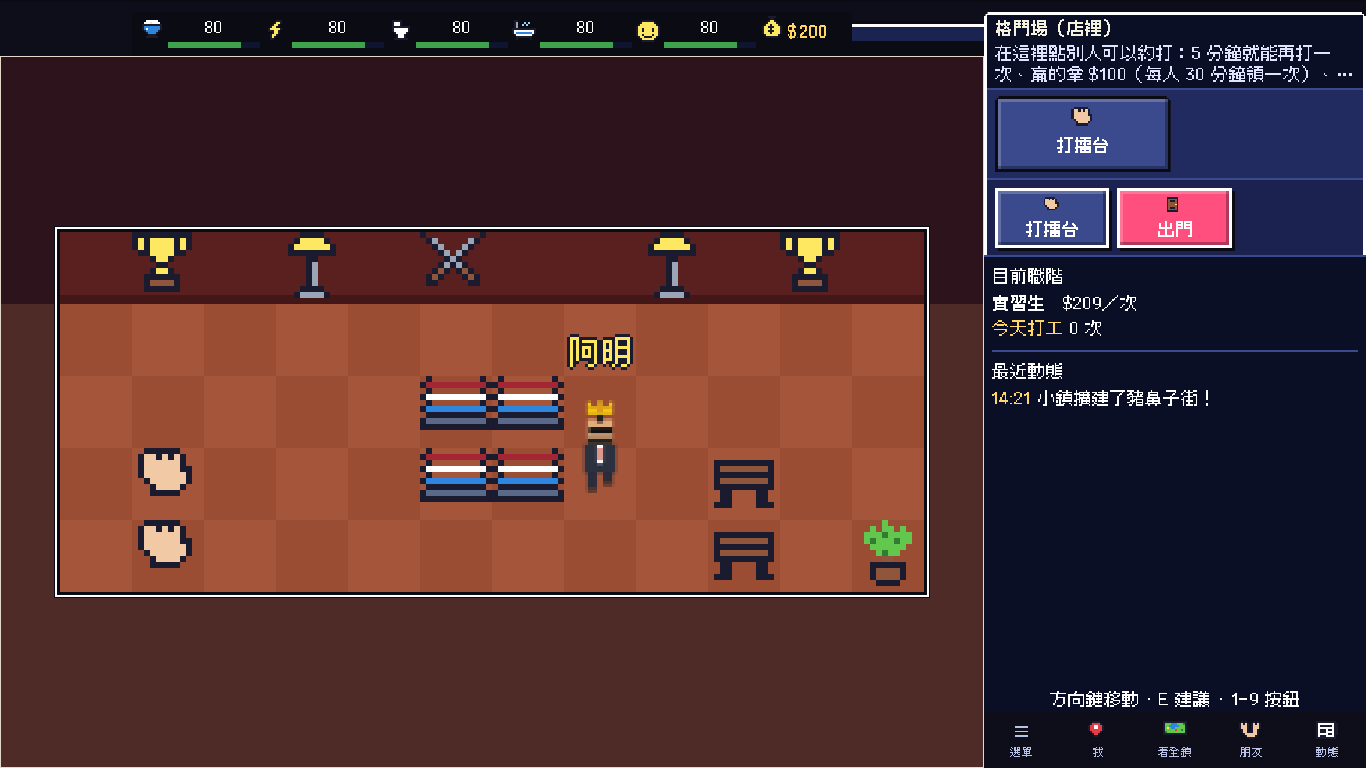 80 80 80 80 80 $200
格鬥場（店裡）
在這裡點別人可以約打：5 分鐘就能再打一
次、贏的拿 $100（每人 30 分鐘領一次）、…
打擂台
打擂台 出門
目前職階
實習生 $209／次
今天打工 0 次
最近動態
14:21 小鎮擴建了豬鼻子街！
阿明
方向鍵移動 · E 建議 · 1-9 按鈕
選單 我 看全鎮 朋友 動態